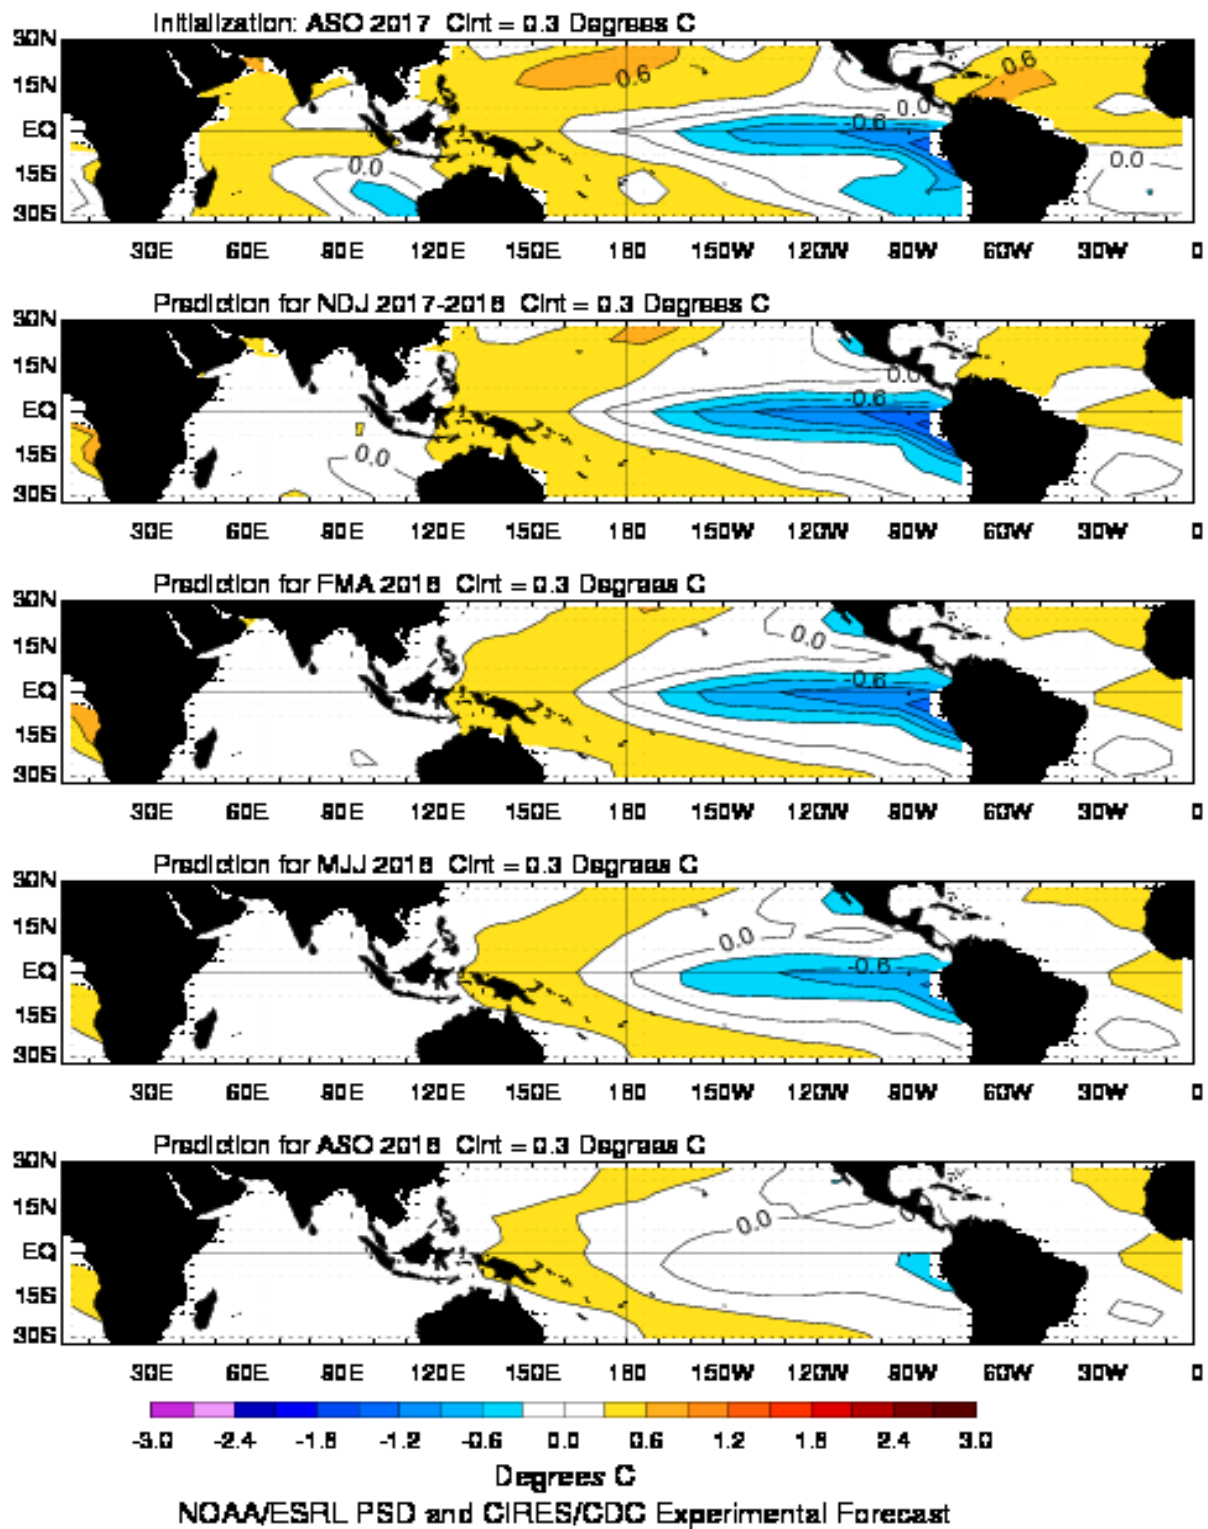 Initialization: ASO 2017 Cint = 0.3 Degrees C
30N
15N
EQ
15S
30S
0.6
0.6
0.0
-0.6
0.0
0.0
30E 60E 90E 120E 150E 180 150W 120W 90W 60W 30W 0
Prediction for NDJ 2017-2018 Cint = 0.3 Degrees C
30N
15N
EQ
15S
30S
0.0
-0.6
0.0
30E 60E 90E 120E 150E 180 150W 120W 90W 60W 30W 0
Prediction for FMA 2018 Cint = 0.3 Degrees C
30N
15N
EQ
15S
30S
0.0
-0.6
30E 60E 90E 120E 150E 180 150W 120W 90W 60W 30W 0
Prediction for MJJ 2018 Cint = 0.3 Degrees C
30N
15N
EQ
15S
30S
0.0
-0.6
30E 60E 90E 120E 150E 180 150W 120W 90W 60W 30W 0
Prediction for ASO 2018 Cint = 0.3 Degrees C
30N
15N
EQ
15S
30S
0.0
30E 60E 90E 120E 150E 180 150W 120W 90W 60W 30W 0
-3.0 -2.4 -1.8 -1.2 -0.6 0.0 0.6 1.2 1.8 2.4 3.0
Degrees C
NOAA/ESRL PSD and CIRES/CDC Experimental Forecast